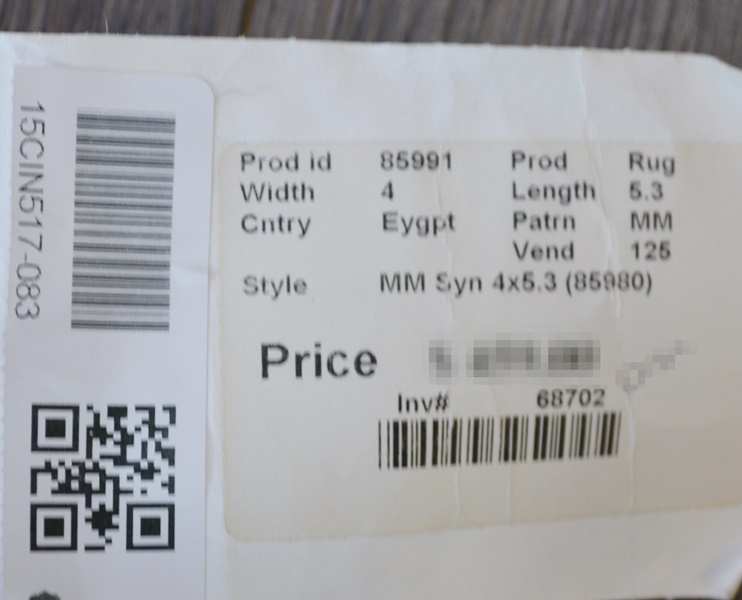 15CIN517-083
Prod id 85991 Prod Rug
Width 4 Length 5.3
Cntry Eygpt Patrn MM
Vend 125
Style MM Syn 4x5.3 (85980)
Price
Inv# 68702